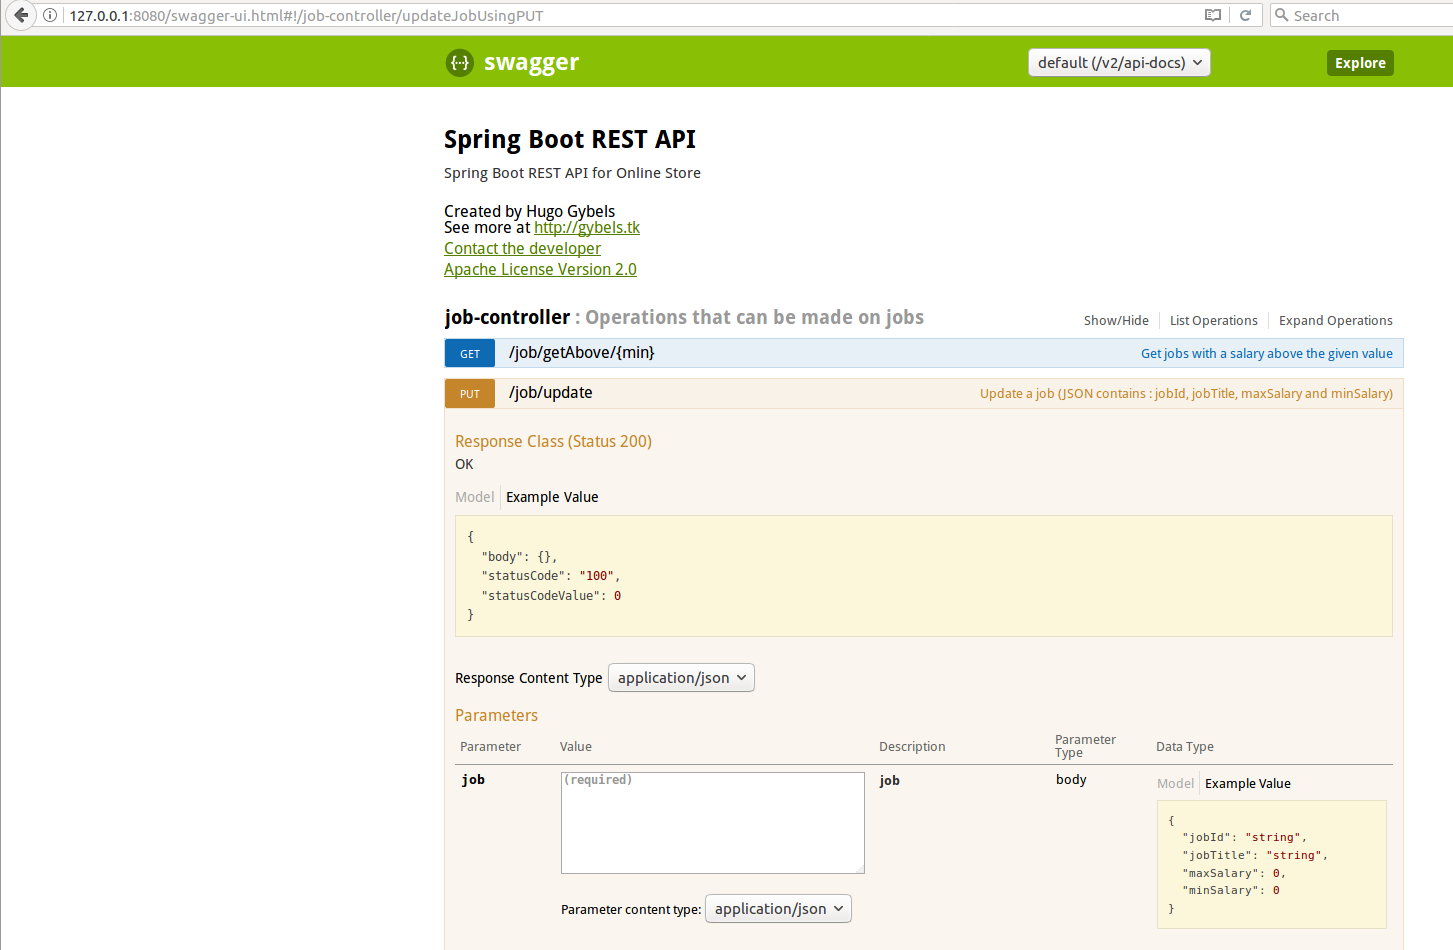 127.0.0.1:8080/swagger-ui.html#!/job-controller/updateJobUsingPUT
Search
{··} swagger
default (/v2/api-docs)
Explore
Spring Boot REST API
Spring Boot REST API for Online Store
Created by Hugo Gybels
See more at http://gybels.tk
Contact the developer
Apache License Version 2.0
job-controller : Operations that can be made on jobs
Show/Hide
List Operations
Expand Operations
GET /job/getAbove/{min} Get jobs with a salary above the given value
PUT /job/update Update a job (JSON contains : jobId, jobTitle, maxSalary and minSalary)
Response Class (Status 200)
OK
Model Example Value
{
"body": {},
"statusCode": "100",
"statusCodeValue": 0
}
Response Content Type application/json
Parameters
Parameter Value Description Parameter Type Data Type
job (required) job body Model Example Value
{
"jobId": "string",
"jobTitle": "string",
"maxSalary": 0,
"minSalary": 0
}
Parameter content type: application/json